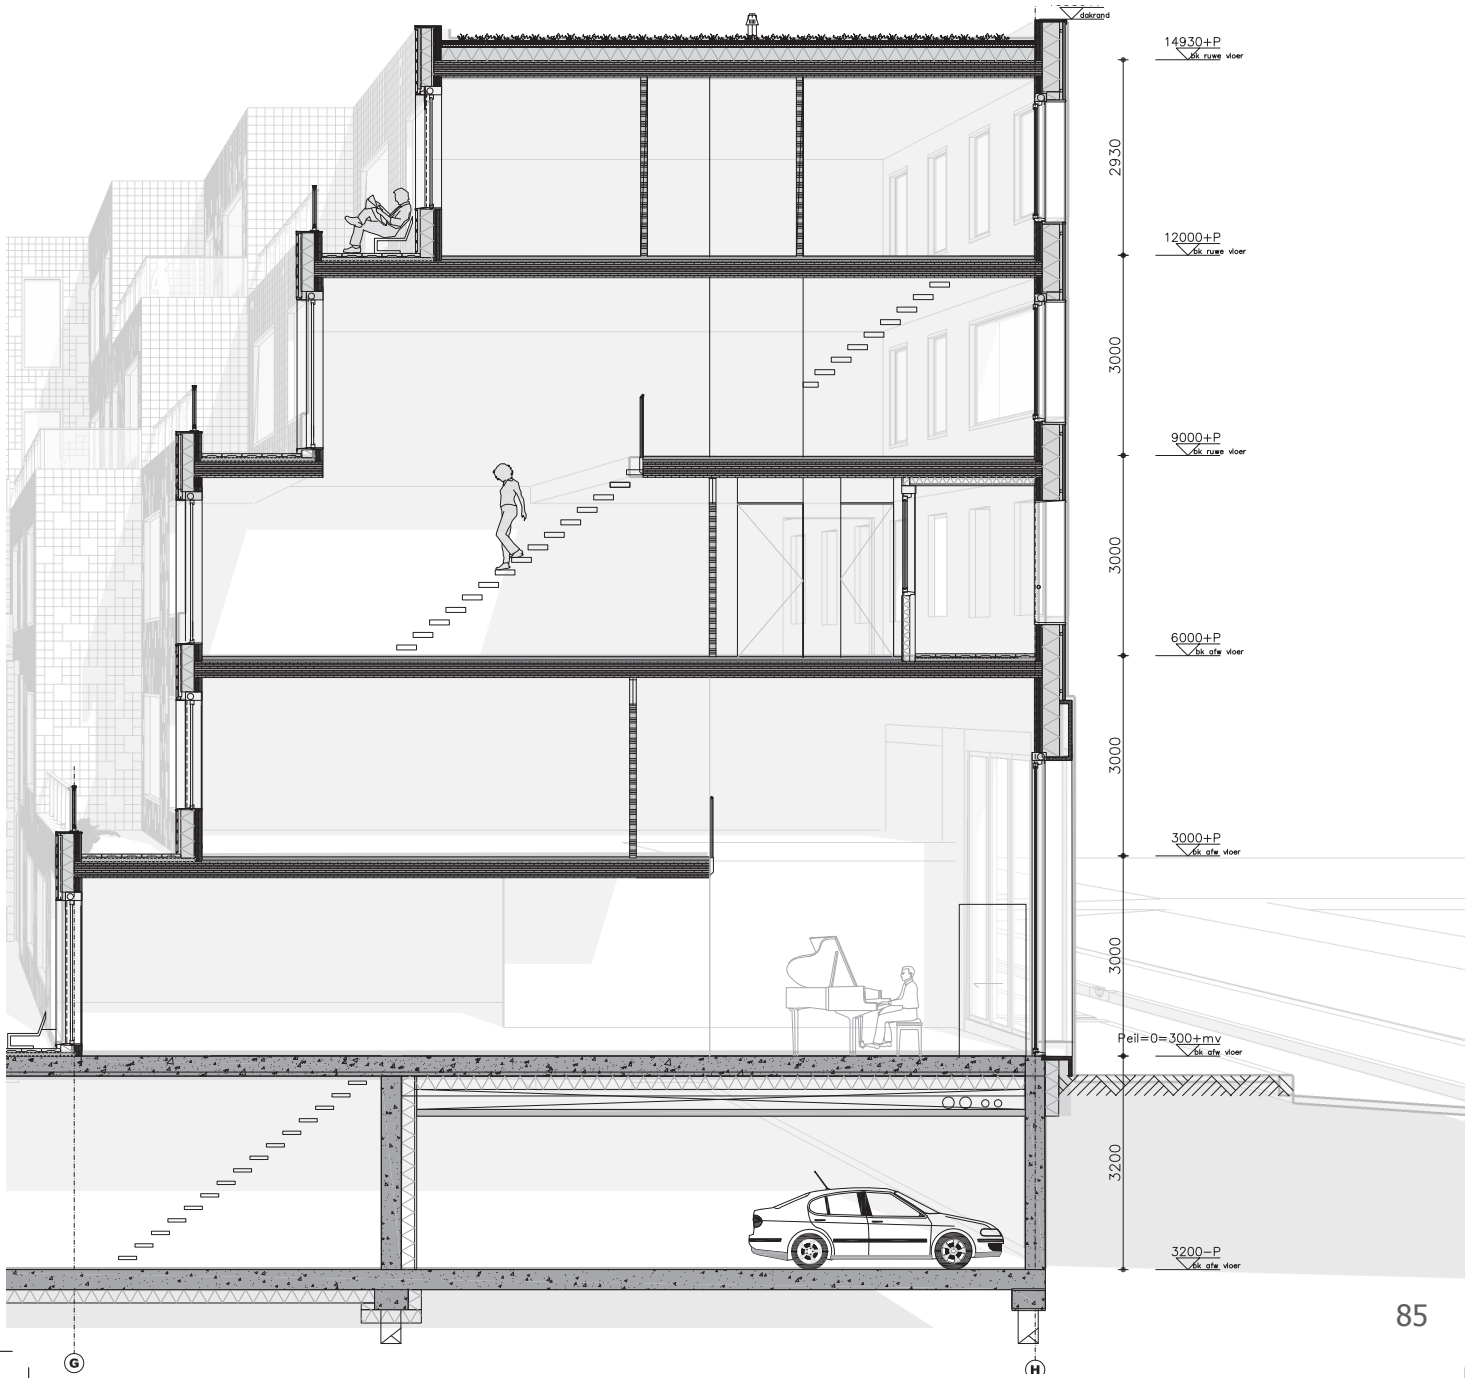 dakrand
14930+P
bk ruwe vloer
2930
12000+P
bk ruwe vloer
3000
9000+P
bk ruwe vloer
3000
6000+P
bk afw vloer
3000
3000+P
bk afw vloer
3000
Peil=0=300+mv
bk afw vloer
3200
3200-P
bk afw vloer
85
G
H